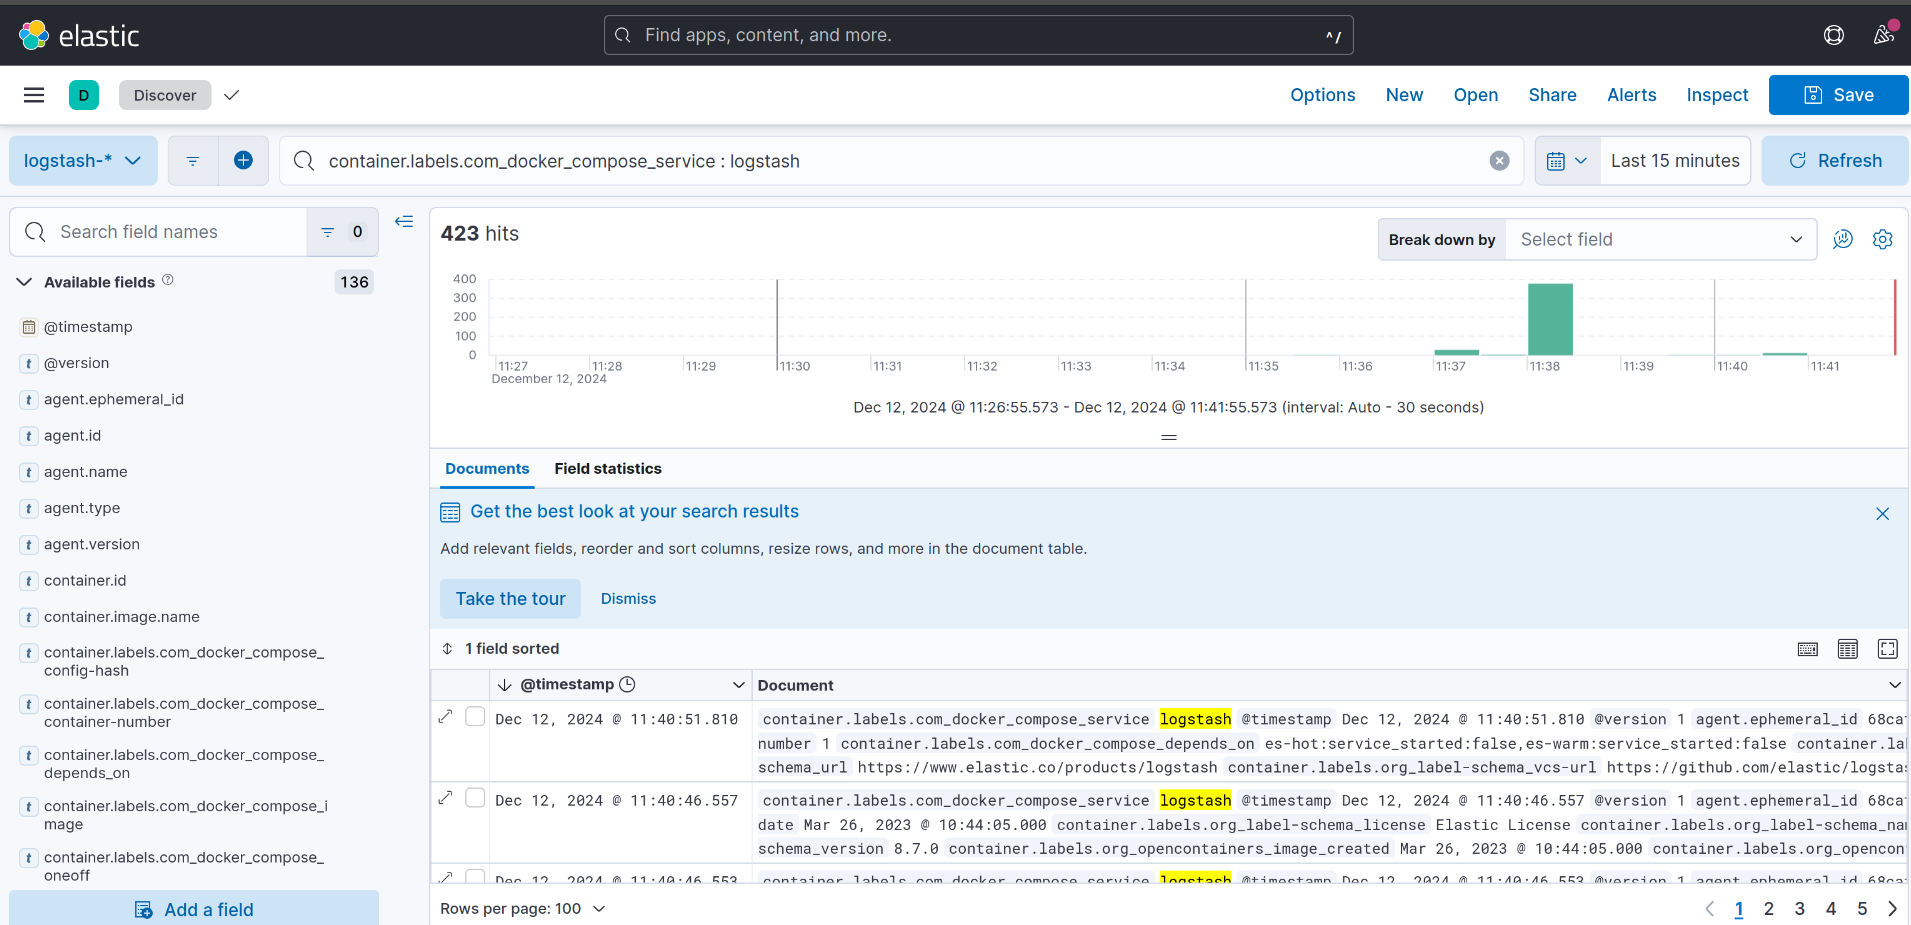 elastic
Find apps, content, and more.
^/
D
Discover
Options
New
Open
Share
Alerts
Inspect
Save
logstash-*
container.labels.com_docker_compose_service : logstash
Last 15 minutes
Refresh
Search field names
0
Available fields
136
@timestamp
t @version
t agent.ephemeral_id
t agent.id
t agent.name
t agent.type
t agent.version
t container.id
t container.image.name
t container.labels.com_docker_compose_
config-hash
t container.labels.com_docker_compose_
container-number
t container.labels.com_docker_compose_
depends_on
t container.labels.com_docker_compose_i
mage
t container.labels.com_docker_compose_
oneoff
Add a field
423 hits
Break down by
Select field
400
300
200
100
0
11:27 11:28 11:29 11:30 11:31 11:32 11:33 11:34 11:35 11:36 11:37 11:38 11:39 11:40 11:41
December 12, 2024
Dec 12, 2024 @ 11:26:55.573 - Dec 12, 2024 @ 11:41:55.573 (interval: Auto - 30 seconds)
Documents
Field statistics
Get the best look at your search results
Add relevant fields, reorder and sort columns, resize rows, and more in the document table.
Take the tour
Dismiss
1 field sorted
@timestamp
Document
Dec 12, 2024 @ 11:40:51.810
container.labels.com_docker_compose_service logstash @timestamp Dec 12, 2024 @ 11:40:51.810 @version 1 agent.ephemeral_id 68ca
number 1 container.labels.com_docker_compose_depends_on es-hot:service_started:false,es-warm:service_started:false container.la
schema_url https://www.elastic.co/products/logstash container.labels.org_label-schema_vcs-url https://github.com/elastic/logsta
Dec 12, 2024 @ 11:40:46.557
container.labels.com_docker_compose_service logstash @timestamp Dec 12, 2024 @ 11:40:46.557 @version 1 agent.ephemeral_id 68ca
date Mar 26, 2023 @ 10:44:05.000 container.labels.org_label-schema_license Elastic License container.labels.org_label-schema_na
schema_version 8.7.0 container.labels.org_opencontainers_image_created Mar 26, 2023 @ 10:44:05.000 container.labels.org_opencon
Dec 12, 2024 @ 11:40:46.553
container.labels.com_docker_compose_service logstash @timestamp Dec 12, 2024 @ 11:40:46.553 @version 1 agent.ephemeral_id 68ca
Rows per page: 100
1 2 3 4 5